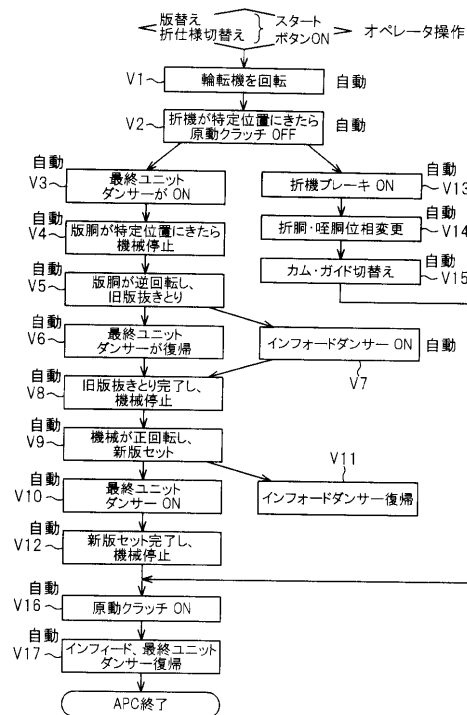 版替え
折仕様切替え
スタート
ボタンON
オペレータ操作
V1
輪転機を回転
自動
V2
折機が特定位置にきたら
原動クラッチ OFF
自動
自動
V3
最終ユニット
ダンサーが ON
折機ブレーキ ON
自動
V13
自動
V4
版胴が特定位置にきたら
機械停止
折胴・咥胴位相変更
自動
V14
自動
V5
版胴が逆回転し、
旧版抜きとり
カム・ガイド切替え
自動
V15
自動
V6
最終ユニット
ダンサーが復帰
インフォードダンサー ON
自動
V7
自動
V8
旧版抜きとり完了し、
機械停止
自動
V9
機械が正回転し、
新版セット
V11
インフォードダンサー復帰
自動
V10
最終ユニット
ダンサー ON
自動
V12
新版セット完了し、
機械停止
自動
V16
原動クラッチ ON
自動
V17
インフィード、最終ユニット
ダンサー復帰
APC終了